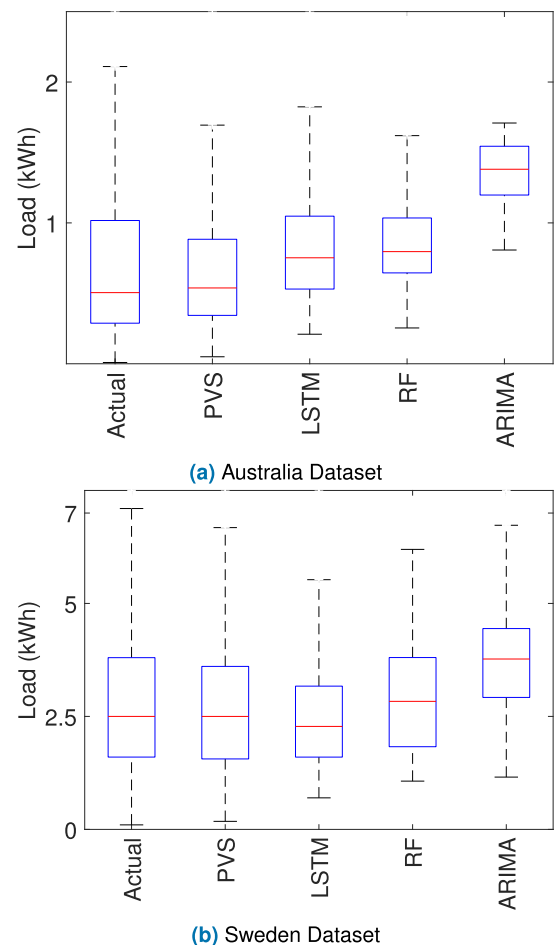 Load (kWh)
2
1
Actual
PVS
LSTM
RF
ARIMA
(a) Australia Dataset
Load (kWh)
7
5
2.5
0
Actual
PVS
LSTM
RF
ARIMA
(b) Sweden Dataset